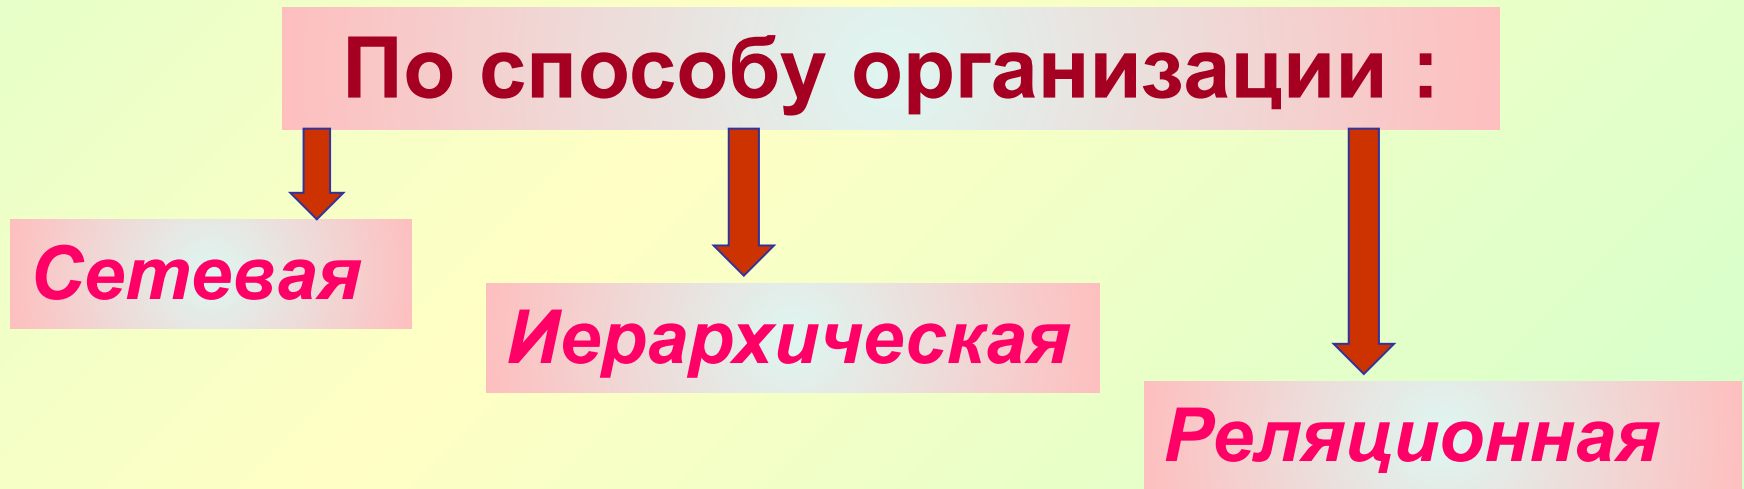 По способу организации :
Сетевая
Иерархическая
Реляционная